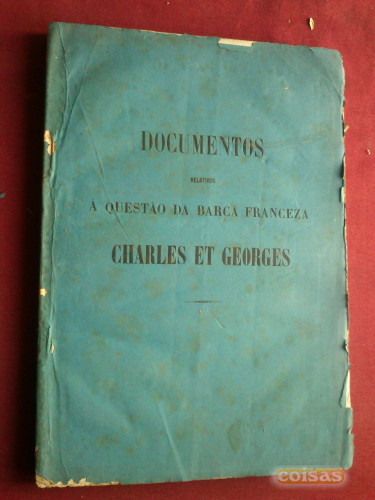 DOCUMENTOS
RELATIVOS
Á QUESTÃO DA BARCA FRANCEZA
CHARLES ET GEORGES
coisas